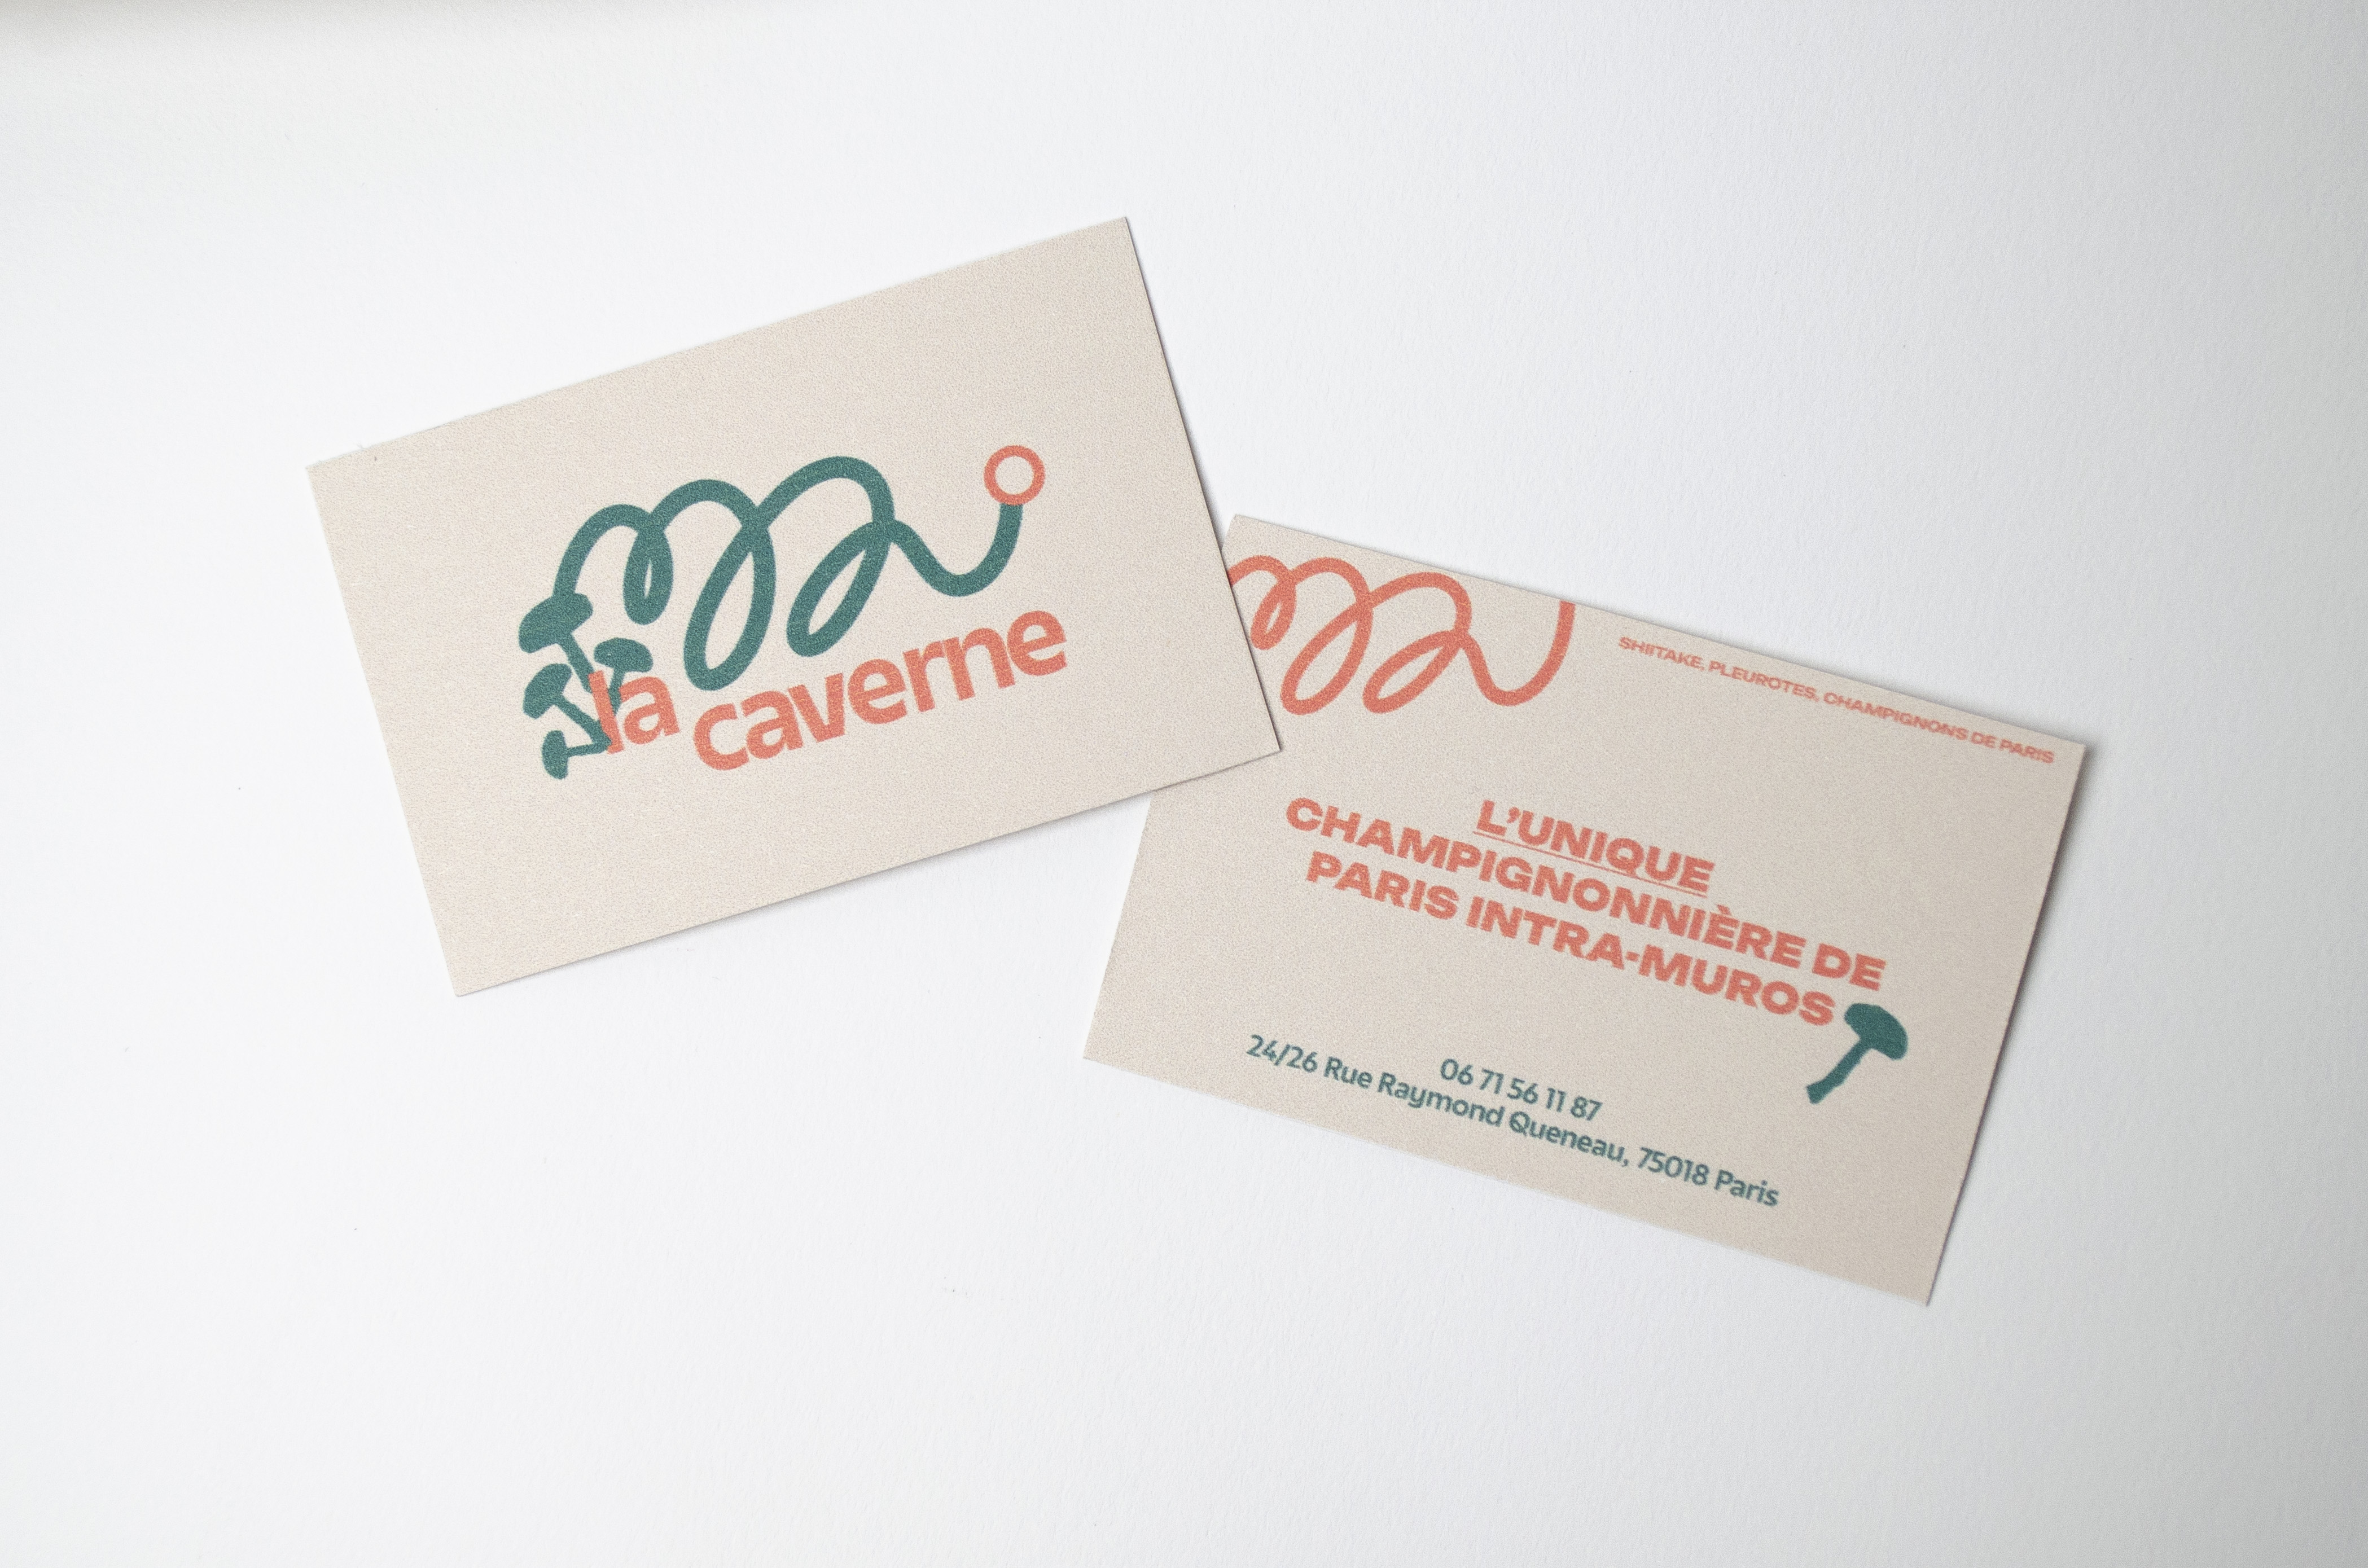 la caverne
SHIITAKE, PLEUROTES, CHAMPIGNONS DE PARIS
L'UNIQUE
CHAMPIGNONNIÈRE DE
PARIS INTRA-MUROS
06 71 56 11 87
24/26 Rue Raymond Queneau, 75018 Paris